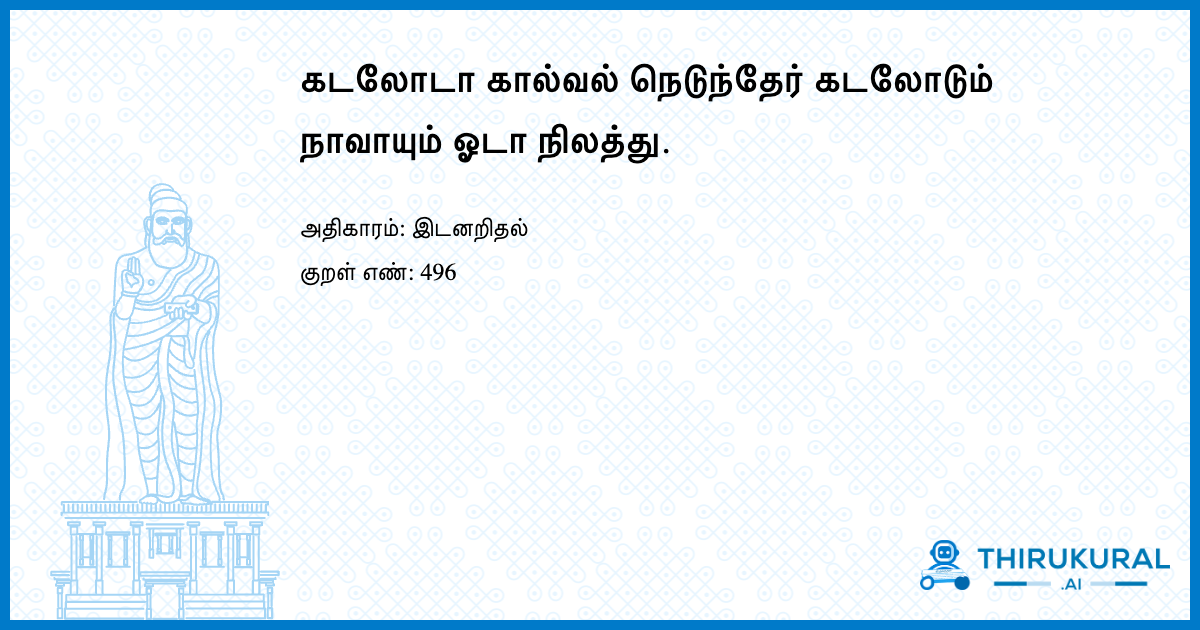 கடலோடா கால்வல் நெடுந்தேர் கடலோடும்
நாவாயும் ஓடா நிலத்து.
அதிகாரம்: இடனறிதல்
குறள் எண்: 496
THIRUKURAL
.AI